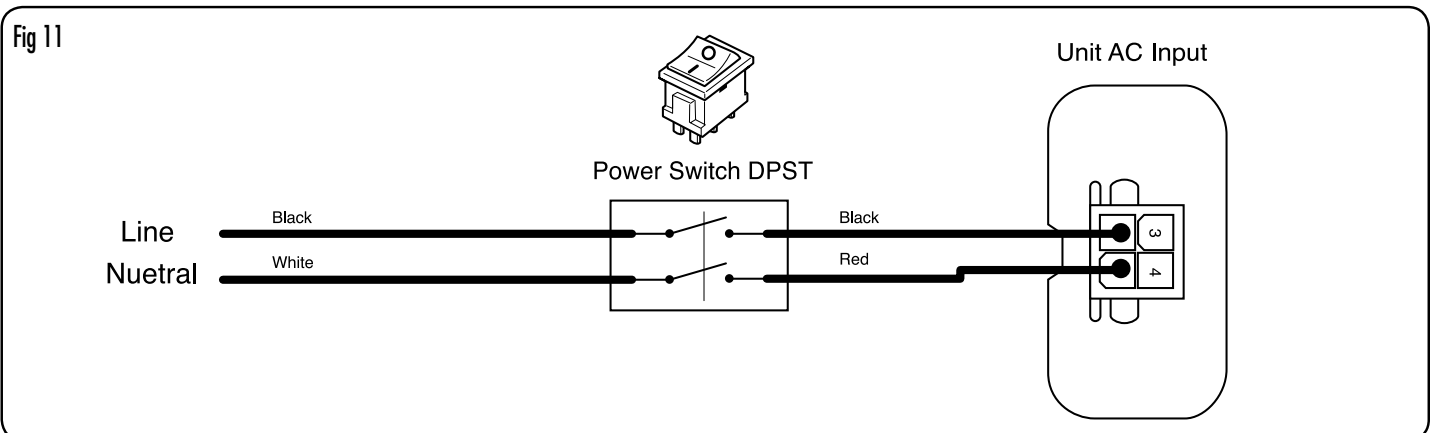 Fig 11
Unit AC Input
Power Switch DPST
Line
Black
Black
3
Nuetral
White
Red
4